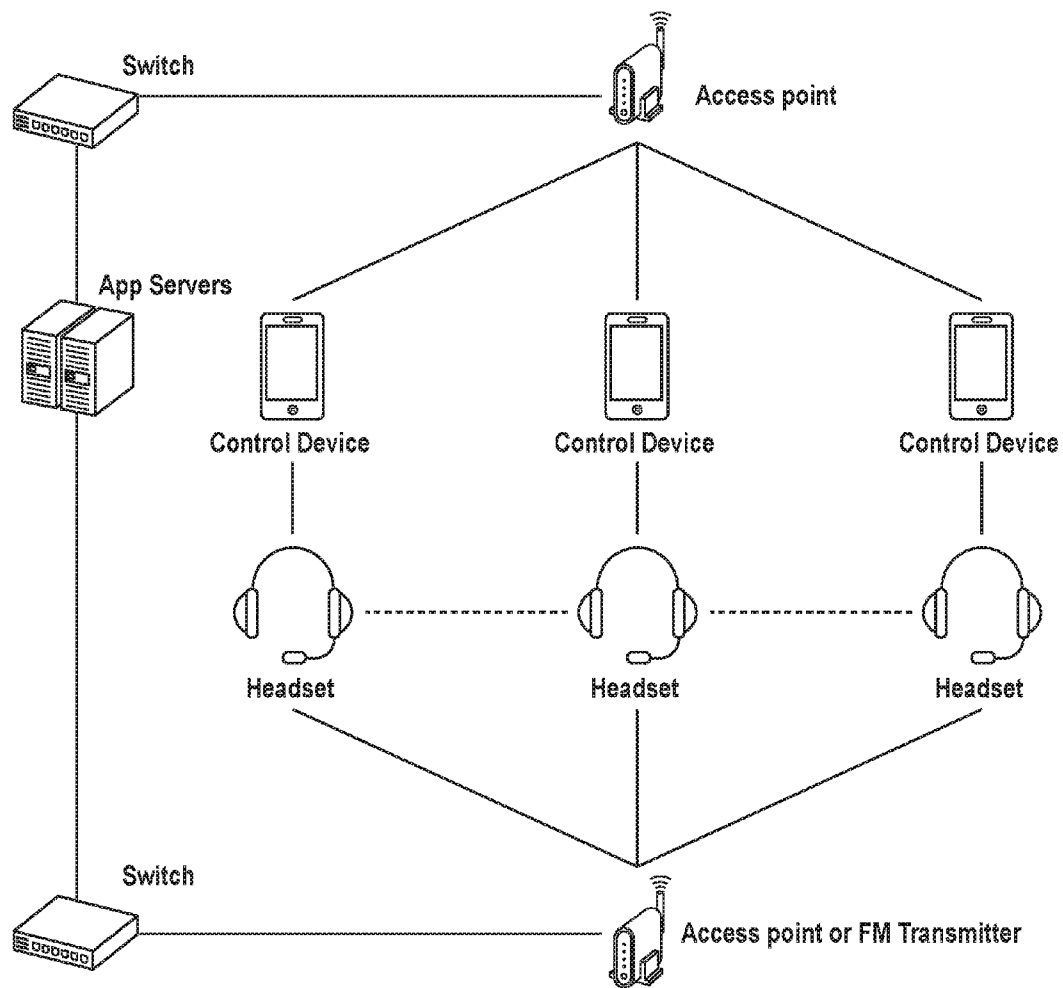 Switch
Access point
App Servers
Control Device
Control Device
Control Device
Headset
Headset
Headset
Switch
Access point or FM Transmitter